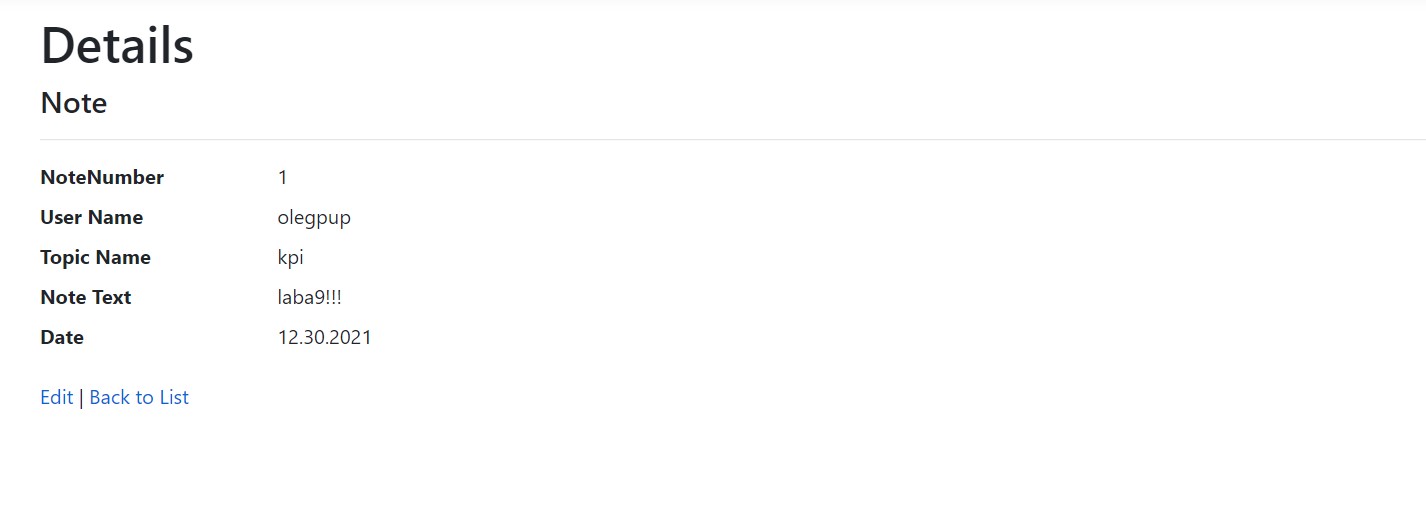 Details
Note
NoteNumber 1
User Name olegpup
Topic Name kpi
Note Text laba9!!!
Date 12.30.2021
Edit | Back to List